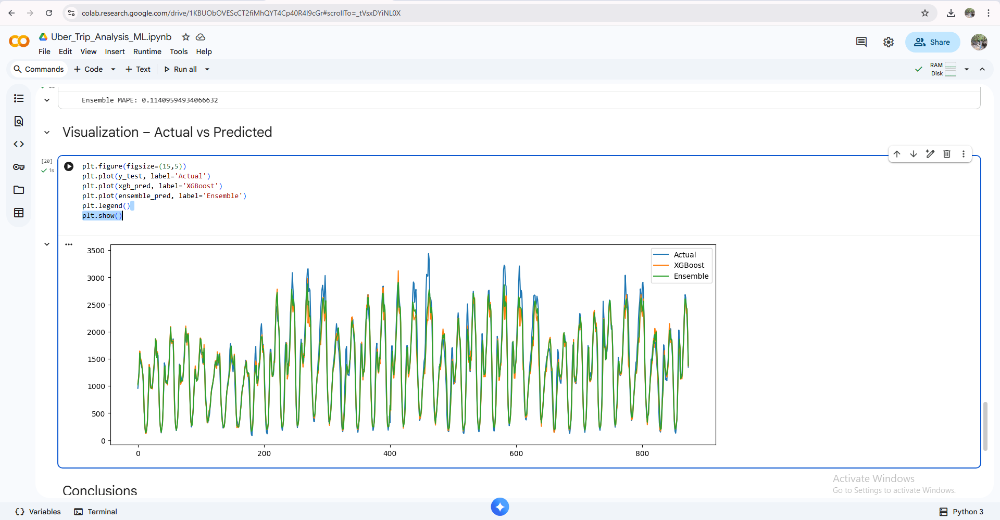 colab.research.google.com/drive/1KBUObOVEScCT2fiMhQYT4Cp40R4I9cGr#scrollTo=_tVsxDYiNL0X
Uber_Trip_Analysis_ML.ipynb
File Edit View Insert Runtime Tools Help
Share
Commands + Code + Text Run all
RAM
Disk
Ensemble MAPE: 0.11409594934066632
Visualization – Actual vs Predicted
[20]
1s
plt.figure(figsize=(15,5))
plt.plot(y_test, label='Actual')
plt.plot(xgb_pred, label='XGBoost')
plt.plot(ensemble_pred, label='Ensemble')
plt.legend()
plt.show()
3500
3000
2500
2000
1500
1000
500
0
0 200 400 600 800
Actual
XGBoost
Ensemble
Conclusions
Activate Windows
Go to Settings to activate Windows.
Variables Terminal
Python 3